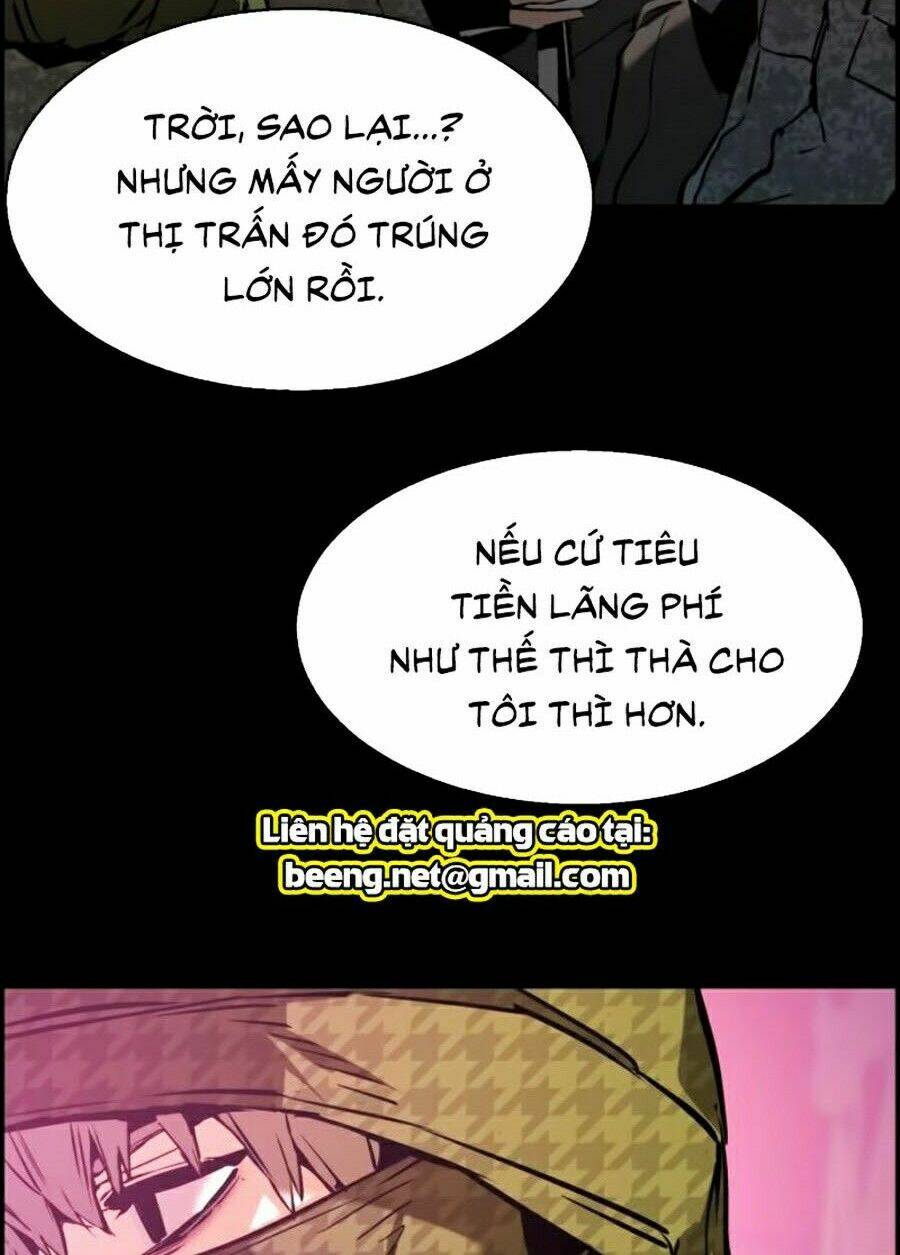 TRỜI, SAO LẠI...?
NHƯNG MẤY NGƯỜI Ở
THỊ TRẤN ĐÓ TRÚNG
LỚN RỒI.
NẾU CỨ TIÊU
TIỀN LÃNG PHÍ
NHƯ THẾ THÌ THÀ CHO
TÔI THÌ HƠN.
Liên hệ đặt quảng cáo tại:
beeng.net@gmail.com